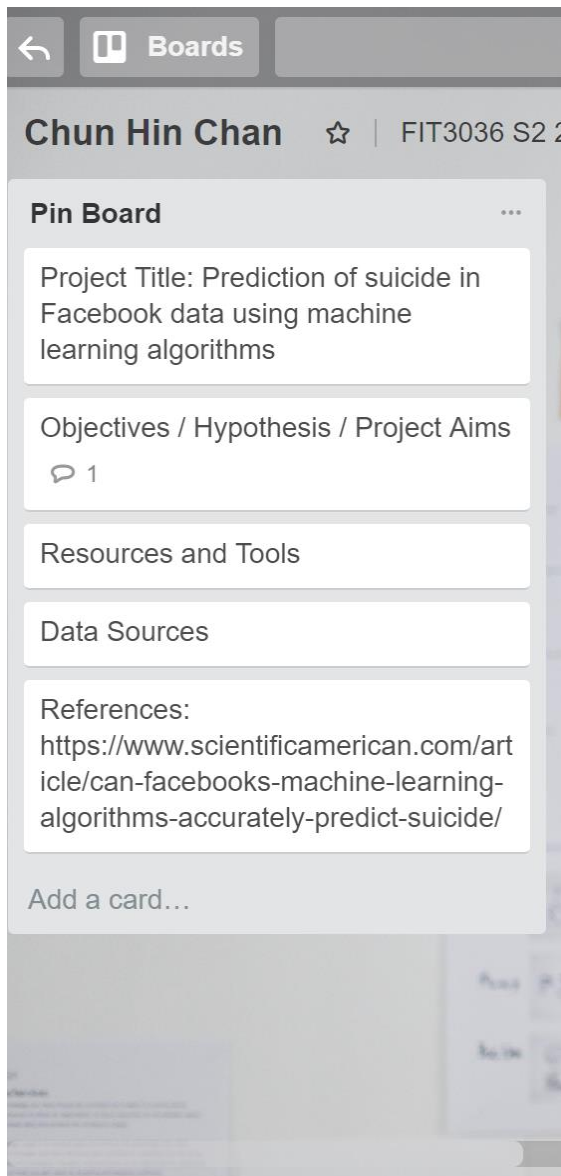 Boards
Chun Hin Chan
FIT3036 S2
Pin Board
Project Title: Prediction of suicide in
Facebook data using machine
learning algorithms
Objectives / Hypothesis / Project Aims
1
Resources and Tools
Data Sources
References:
https://www.scientificamerican.com/art
icle/can-facebooks-machine-learning-
algorithms-accurately-predict-suicide/
Add a card…